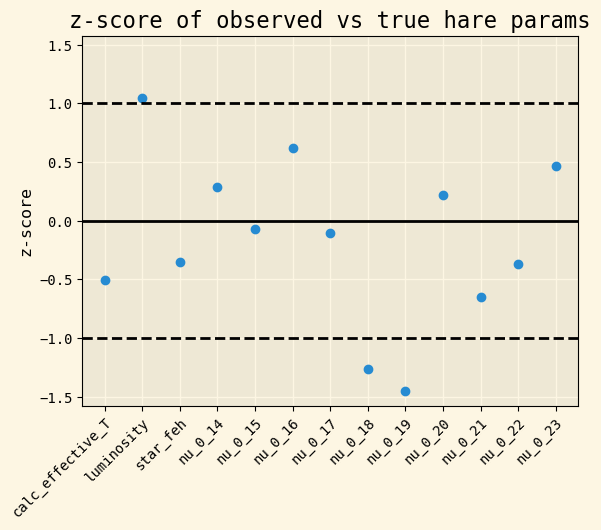 z-score of observed vs true hare params
z-score
1.5
1.0
0.5
0.0
−0.5
−1.0
−1.5
calc_effective_T
luminosity
star_feh
nu_0_14
nu_0_15
nu_0_16
nu_0_17
nu_0_18
nu_0_19
nu_0_20
nu_0_21
nu_0_22
nu_0_23